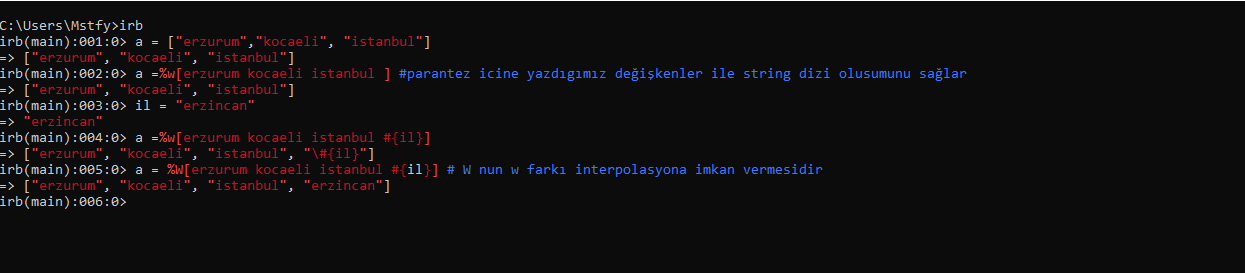 C:\Users\Mstfy>irb
irb(main):001:0> a = ["erzurum","kocaeli", "istanbul"]
=> ["erzurum", "kocaeli", "istanbul"]
irb(main):002:0> a =%w[erzurum kocaeli istanbul ] #parantez icine yazdıgımız değişkenler ile string dizi olusumunu sağlar
=> ["erzurum", "kocaeli", "istanbul"]
irb(main):003:0> il = "erzincan"
=> "erzincan"
irb(main):004:0> a =%w[erzurum kocaeli istanbul #{il}]
=> ["erzurum", "kocaeli", "istanbul", "\#{il}"]
irb(main):005:0> a = %W[erzurum kocaeli istanbul #{il}] # W nun w farkı interpolasyona imkan vermesidir
=> ["erzurum", "kocaeli", "istanbul", "erzincan"]
irb(main):006:0>